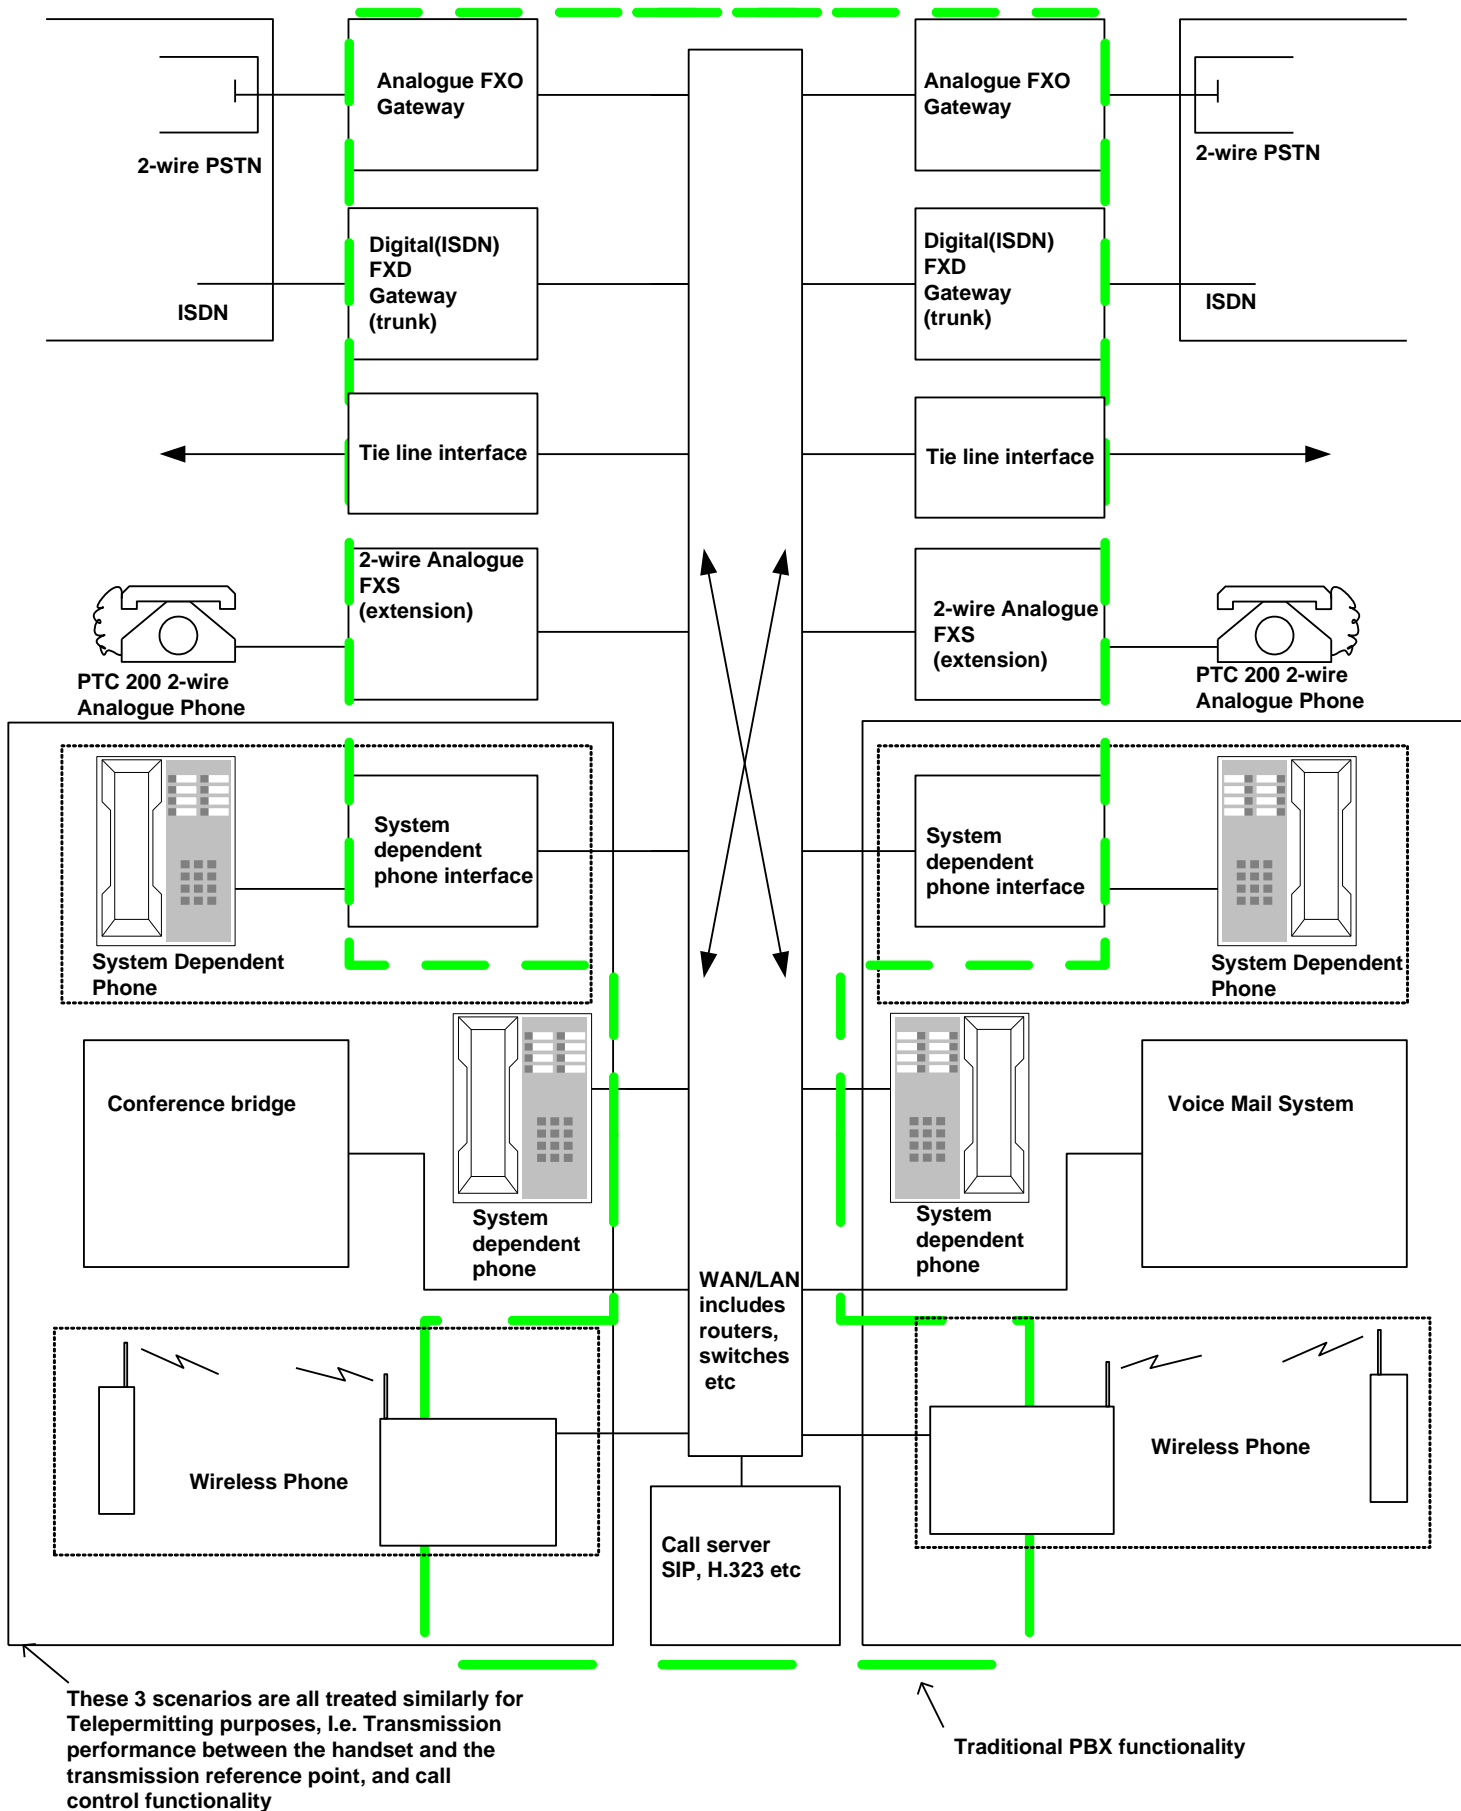 Analogue FXO
Gateway
Analogue FXO
Gateway
2-wire PSTN
2-wire PSTN
Digital(ISDN)
FXD
Gateway
(trunk)
Digital(ISDN)
FXD
Gateway
(trunk)
ISDN
ISDN
Tie line interface
Tie line interface
2-wire Analogue
FXS
(extension)
2-wire Analogue
FXS
(extension)
PTC 200 2-wire
Analogue Phone
PTC 200 2-wire
Analogue Phone
System
dependent
phone interface
System
dependent
phone interface
System Dependent
Phone
System Dependent
Phone
Conference bridge
Voice Mail System
System
dependent
phone
System
dependent
phone
WAN/LAN
includes
routers,
switches
etc
Wireless Phone
Wireless Phone
Call server
SIP, H.323 etc
These 3 scenarios are all treated similarly for
Telepermitting purposes, I.e. Transmission
performance between the handset and the
transmission reference point, and call
control functionality
Traditional PBX functionality